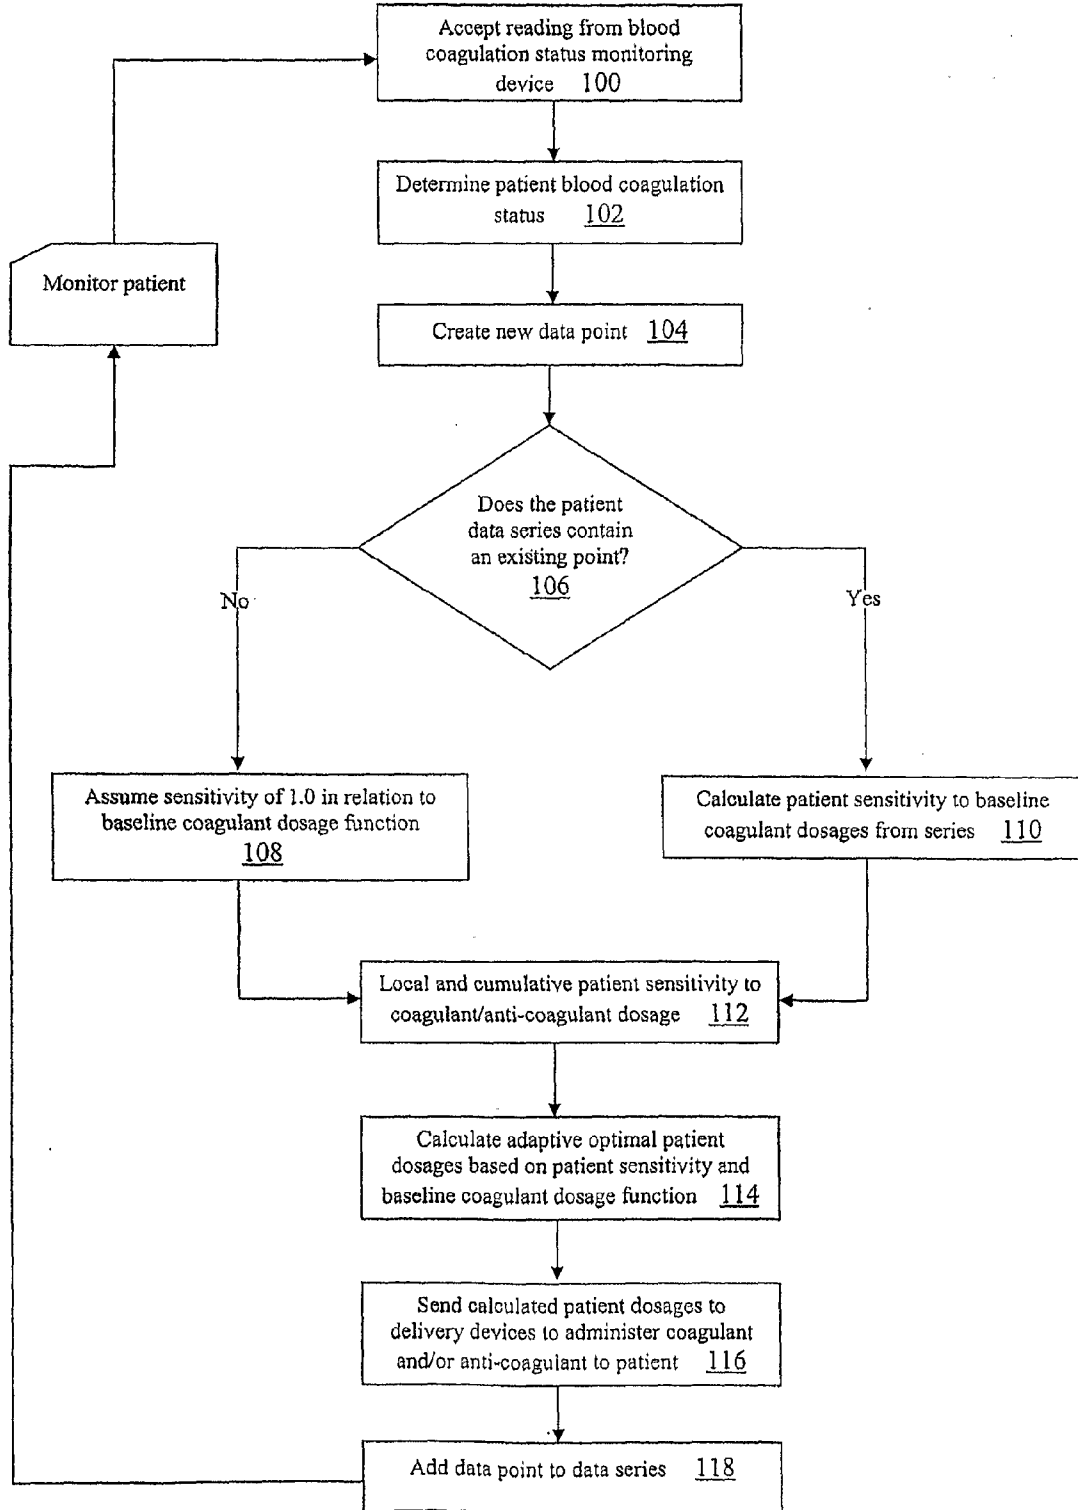 Accept reading from blood
coagulation status monitoring
device 100
Determine patient blood coagulation
status 102
Monitor patient
Create new data point 104
Does the patient
data series contain
an existing point?
106
No
Yes
Assume sensitivity of 1.0 in relation to
baseline coagulant dosage function
108
Calculate patient sensitivity to baseline
coagulant dosages from series 110
Local and cumulative patient sensitivity to
coagulant/anti-coagulant dosage 112
Calculate adaptive optimal patient
dosages based on patient sensitivity and
baseline coagulant dosage function 114
Send calculated patient dosages to
delivery devices to administer coagulant
and/or anti-coagulant to patient 116
Add data point to data series 118